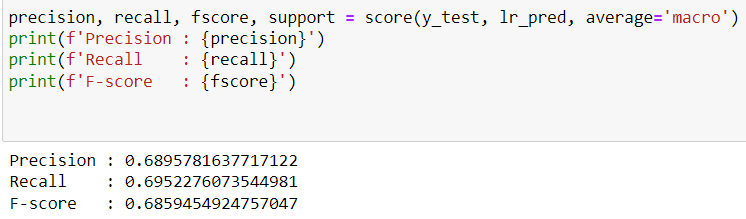 precision, recall, fscore, support = score(y_test, lr_pred, average='macro')
print(f'Precision : {precision}')
print(f'Recall    : {recall}')
print(f'F-score   : {fscore}')
Precision : 0.6895781637717122
Recall    : 0.6952276073544981
F-score   : 0.6859454924757047